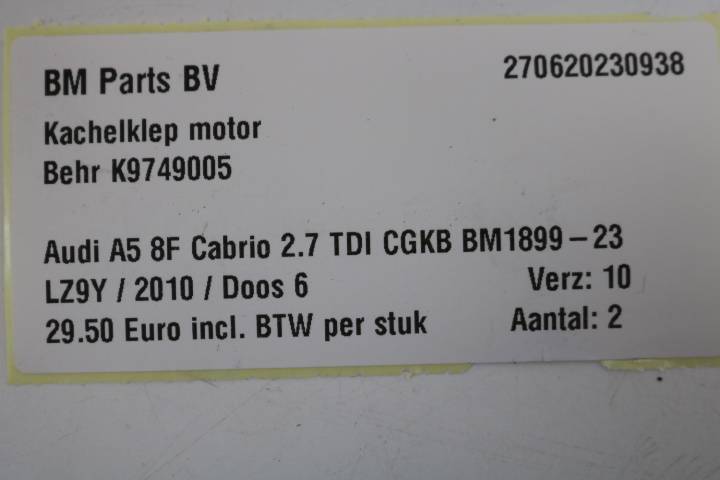 BM Parts BV 270620230938
Kachelklep motor
Behr K9749005
Audi A5 8F Cabrio 2.7 TDI CGKB BM1899-23
LZ9Y / 2010 / Doos 6 Verz: 10
29.50 Euro incl. BTW per stuk Aantal: 2